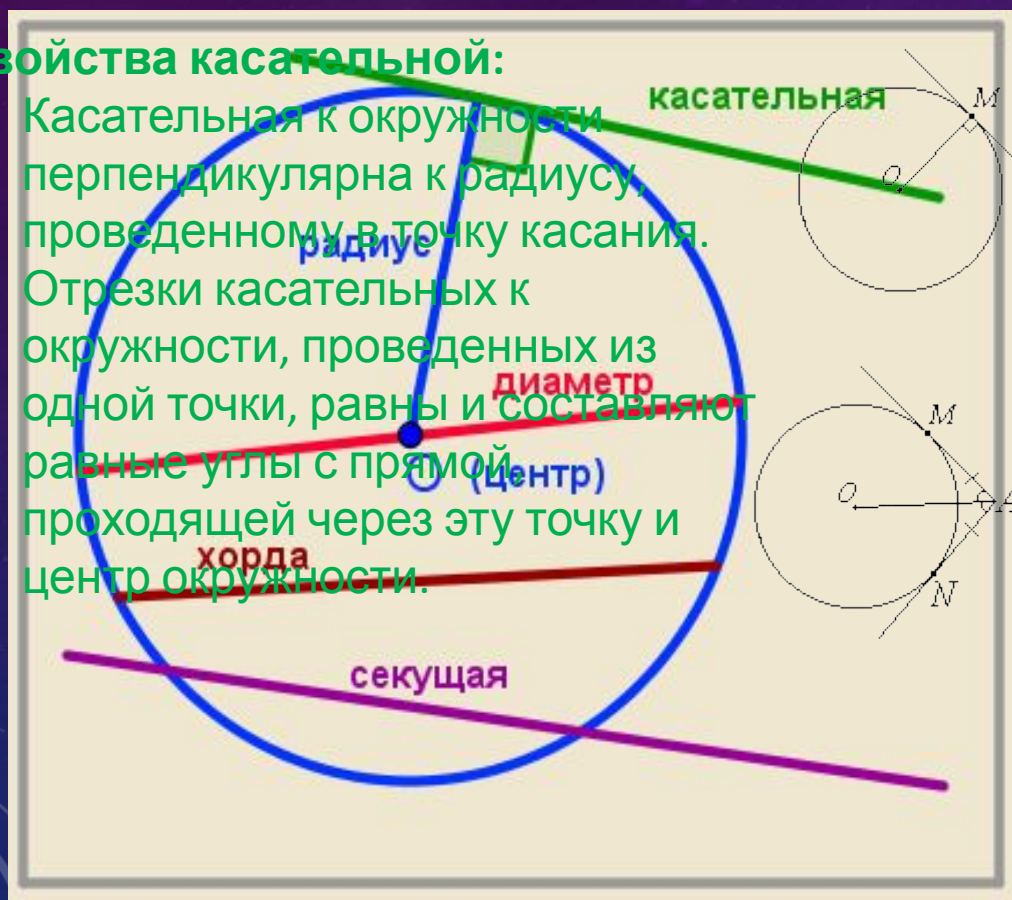 войства касательной:
Касательная к окружности
перпендикулярна к радиусу,
проведенному в точку касания.
Отрезки касательных к
окружности, проведенных из
одной точки, равны и составляют
равные углы с прямой,
проходящей через эту точку и
центр окружности.
касательная
радиус
диаметр
O (центр)
хорда
секущая
M
O
M
O
A
N